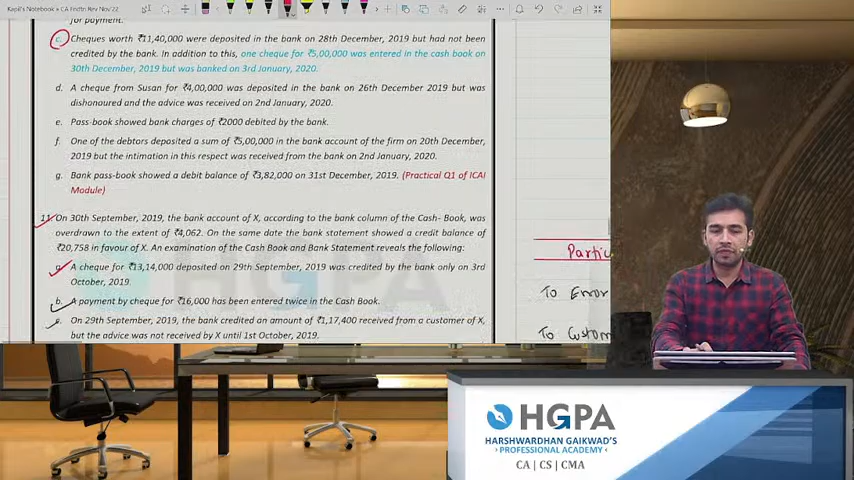 Kapil's Notebook » CA Fndtn Rev Nov'22
for payment.
c. Cheques worth ₹11,40,000 were deposited in the bank on 28th December, 2019 but had not been
credited by the bank. In addition to this, one cheque for ₹5,00,000 was entered in the cash book on
30th December, 2019 but was banked on 3rd January, 2020.
d. A cheque from Susan for ₹4,00,000 was deposited in the bank on 26th December 2019 but was
dishonoured and the advice was received on 2nd January, 2020.
e. Pass-book showed bank charges of ₹2000 debited by the bank.
f. One of the debtors deposited a sum of ₹5,00,000 in the bank account of the firm on 20th December,
2019 but the intimation in this respect was received from the bank on 2nd January, 2020.
g. Bank pass-book showed a debit balance of ₹3,82,000 on 31st December, 2019. (Practical Q1 of ICAI
Module)
11. On 30th September, 2019, the bank account of X, according to the bank column of the Cash- Book, was
overdrawn to the extent of ₹4,062. On the same date the bank statement showed a credit balance of
₹20,758 in favour of X. An examination of the Cash Book and Bank Statement reveals the following:
a. A cheque for ₹13,14,000 deposited on 29th September, 2019 was credited by the bank only on 3rd
October, 2019.
b. A payment by cheque for ₹16,000 has been entered twice in the Cash Book.
c. On 29th September, 2019, the bank credited an amount of ₹1,17,400 received from a customer of X,
but the advice was not received by X until 1st October, 2019.
HGPA
Partic
To Error
To Custom
HGPA
HARSHWARDHAN GAIKWAD'S
PROFESSIONAL ACADEMY
CA | CS | CMA